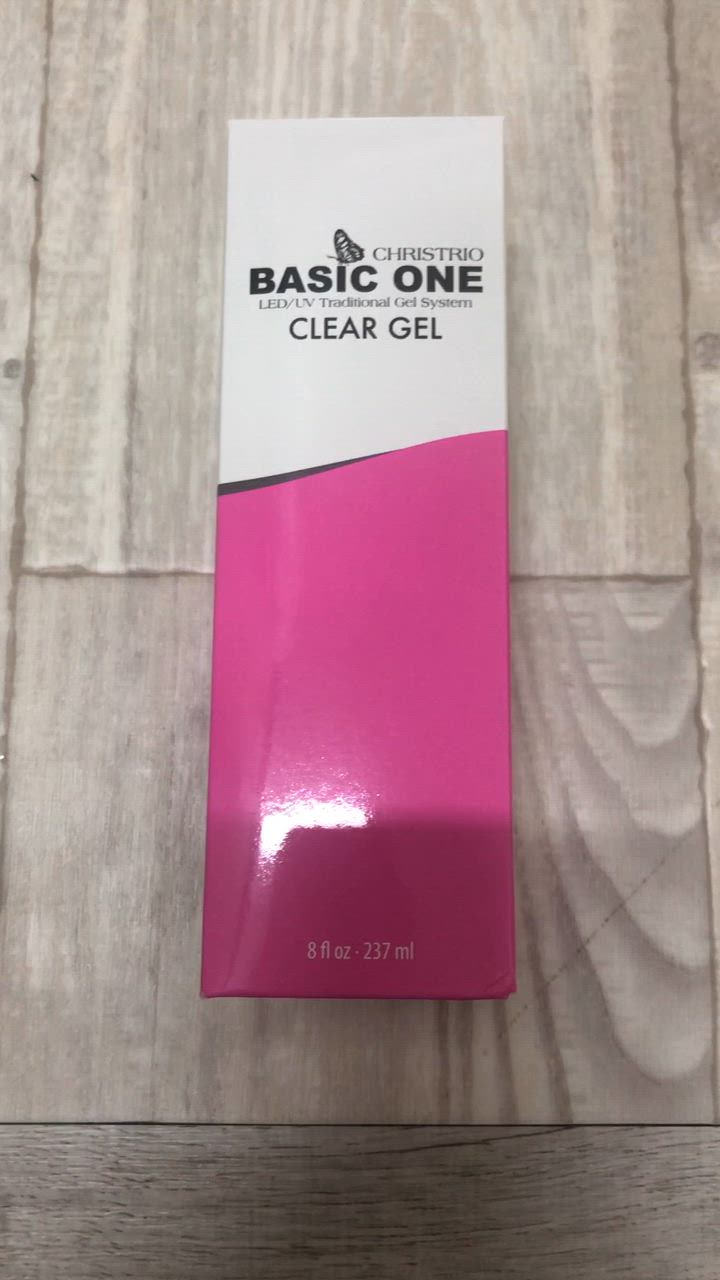 CHRISTRIO
BASIC ONE
LED/UV Traditional Gel System
CLEAR GEL
8 fl oz · 237 ml